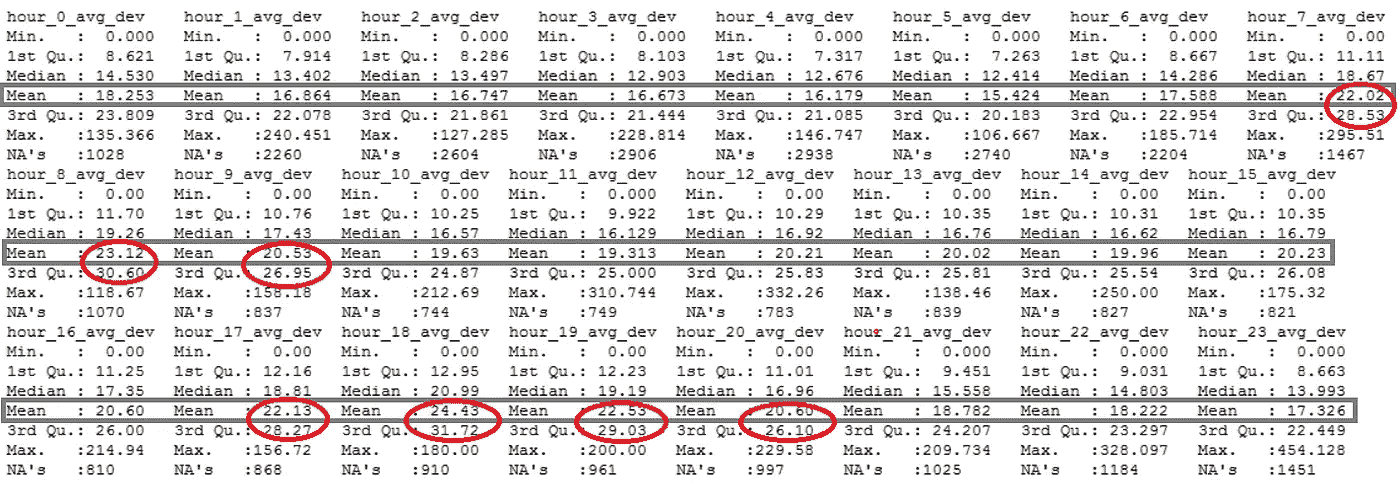 hour_0_avg_dev hour_1_avg_dev hour_2_avg_dev hour_3_avg_dev hour_4_avg_dev hour_5_avg_dev hour_6_avg_dev hour_7_avg_dev
Min. : 0.000 Min. : 0.000 Min. : 0.000 Min. : 0.000 Min. : 0.000 Min. : 0.000 Min. : 0.000 Min. : 0.00
1st Qu.: 8.621 1st Qu.: 7.914 1st Qu.: 8.286 1st Qu.: 8.103 1st Qu.: 7.317 1st Qu.: 7.263 1st Qu.: 8.667 1st Qu.: 11.11
Median : 14.530 Median : 13.402 Median : 13.497 Median : 12.903 Median : 12.676 Median : 12.414 Median : 14.286 Median : 18.67
Mean : 18.253 Mean : 16.864 Mean : 16.747 Mean : 16.673 Mean : 16.179 Mean : 15.424 Mean : 17.588 Mean : 22.02
3rd Qu.: 23.809 3rd Qu.: 22.078 3rd Qu.: 21.861 3rd Qu.: 21.444 3rd Qu.: 21.085 3rd Qu.: 20.183 3rd Qu.: 22.954 3rd Qu.: 28.53
Max. :135.366 Max. :240.451 Max. :127.285 Max. :228.814 Max. :146.747 Max. :106.667 Max. :185.714 Max. :295.51
NA's :1028 NA's :2260 NA's :2604 NA's :2906 NA's :2938 NA's :2740 NA's :2204 NA's :1467
hour_8_avg_dev hour_9_avg_dev hour_10_avg_dev hour_11_avg_dev hour_12_avg_dev hour_13_avg_dev hour_14_avg_dev hour_15_avg_dev
Min. : 0.00 Min. : 0.00 Min. : 0.00 Min. : 0.000 Min. : 0.00 Min. : 0.00 Min. : 0.00 Min. : 0.00
1st Qu.: 11.70 1st Qu.: 10.76 1st Qu.: 10.25 1st Qu.: 9.922 1st Qu.: 10.29 1st Qu.: 10.35 1st Qu.: 10.31 1st Qu.: 10.35
Median : 19.26 Median : 17.43 Median : 16.57 Median : 16.129 Median : 16.92 Median : 16.76 Median : 16.62 Median : 16.79
Mean : 23.12 Mean : 20.53 Mean : 19.63 Mean : 19.313 Mean : 20.21 Mean : 20.02 Mean : 19.96 Mean : 20.23
3rd Qu.: 30.60 3rd Qu.: 26.95 3rd Qu.: 24.87 3rd Qu.: 25.000 3rd Qu.: 25.83 3rd Qu.: 25.81 3rd Qu.: 25.54 3rd Qu.: 26.08
Max. :118.67 Max. :158.18 Max. :212.69 Max. :310.744 Max. :332.26 Max. :138.46 Max. :250.00 Max. :175.32
NA's :1070 NA's :837 NA's :744 NA's :749 NA's :783 NA's :839 NA's :827 NA's :821
hour_16_avg_dev hour_17_avg_dev hour_18_avg_dev hour_19_avg_dev hour_20_avg_dev hour_21_avg_dev hour_22_avg_dev hour_23_avg_dev
Min. : 0.00 Min. : 0.00 Min. : 0.00 Min. : 0.00 Min. : 0.00 Min. : 0.000 Min. : 0.000 Min. : 0.000
1st Qu.: 11.25 1st Qu.: 12.16 1st Qu.: 12.95 1st Qu.: 12.23 1st Qu.: 11.01 1st Qu.: 9.451 1st Qu.: 9.031 1st Qu.: 8.663
Median : 17.35 Median : 18.81 Median : 20.99 Median : 19.19 Median : 16.96 Median : 15.558 Median : 14.803 Median : 13.993
Mean : 20.60 Mean : 22.13 Mean : 24.43 Mean : 22.53 Mean : 20.60 Mean : 18.782 Mean : 18.222 Mean : 17.326
3rd Qu.: 26.00 3rd Qu.: 28.27 3rd Qu.: 31.72 3rd Qu.: 29.03 3rd Qu.: 26.10 3rd Qu.: 24.207 3rd Qu.: 23.297 3rd Qu.: 22.449
Max. :214.94 Max. :156.72 Max. :180.00 Max. :200.00 Max. :229.58 Max. :209.734 Max. :328.097 Max. :454.128
NA's :810 NA's :868 NA's :910 NA's :961 NA's :997 NA's :1025 NA's :1184 NA's :1451